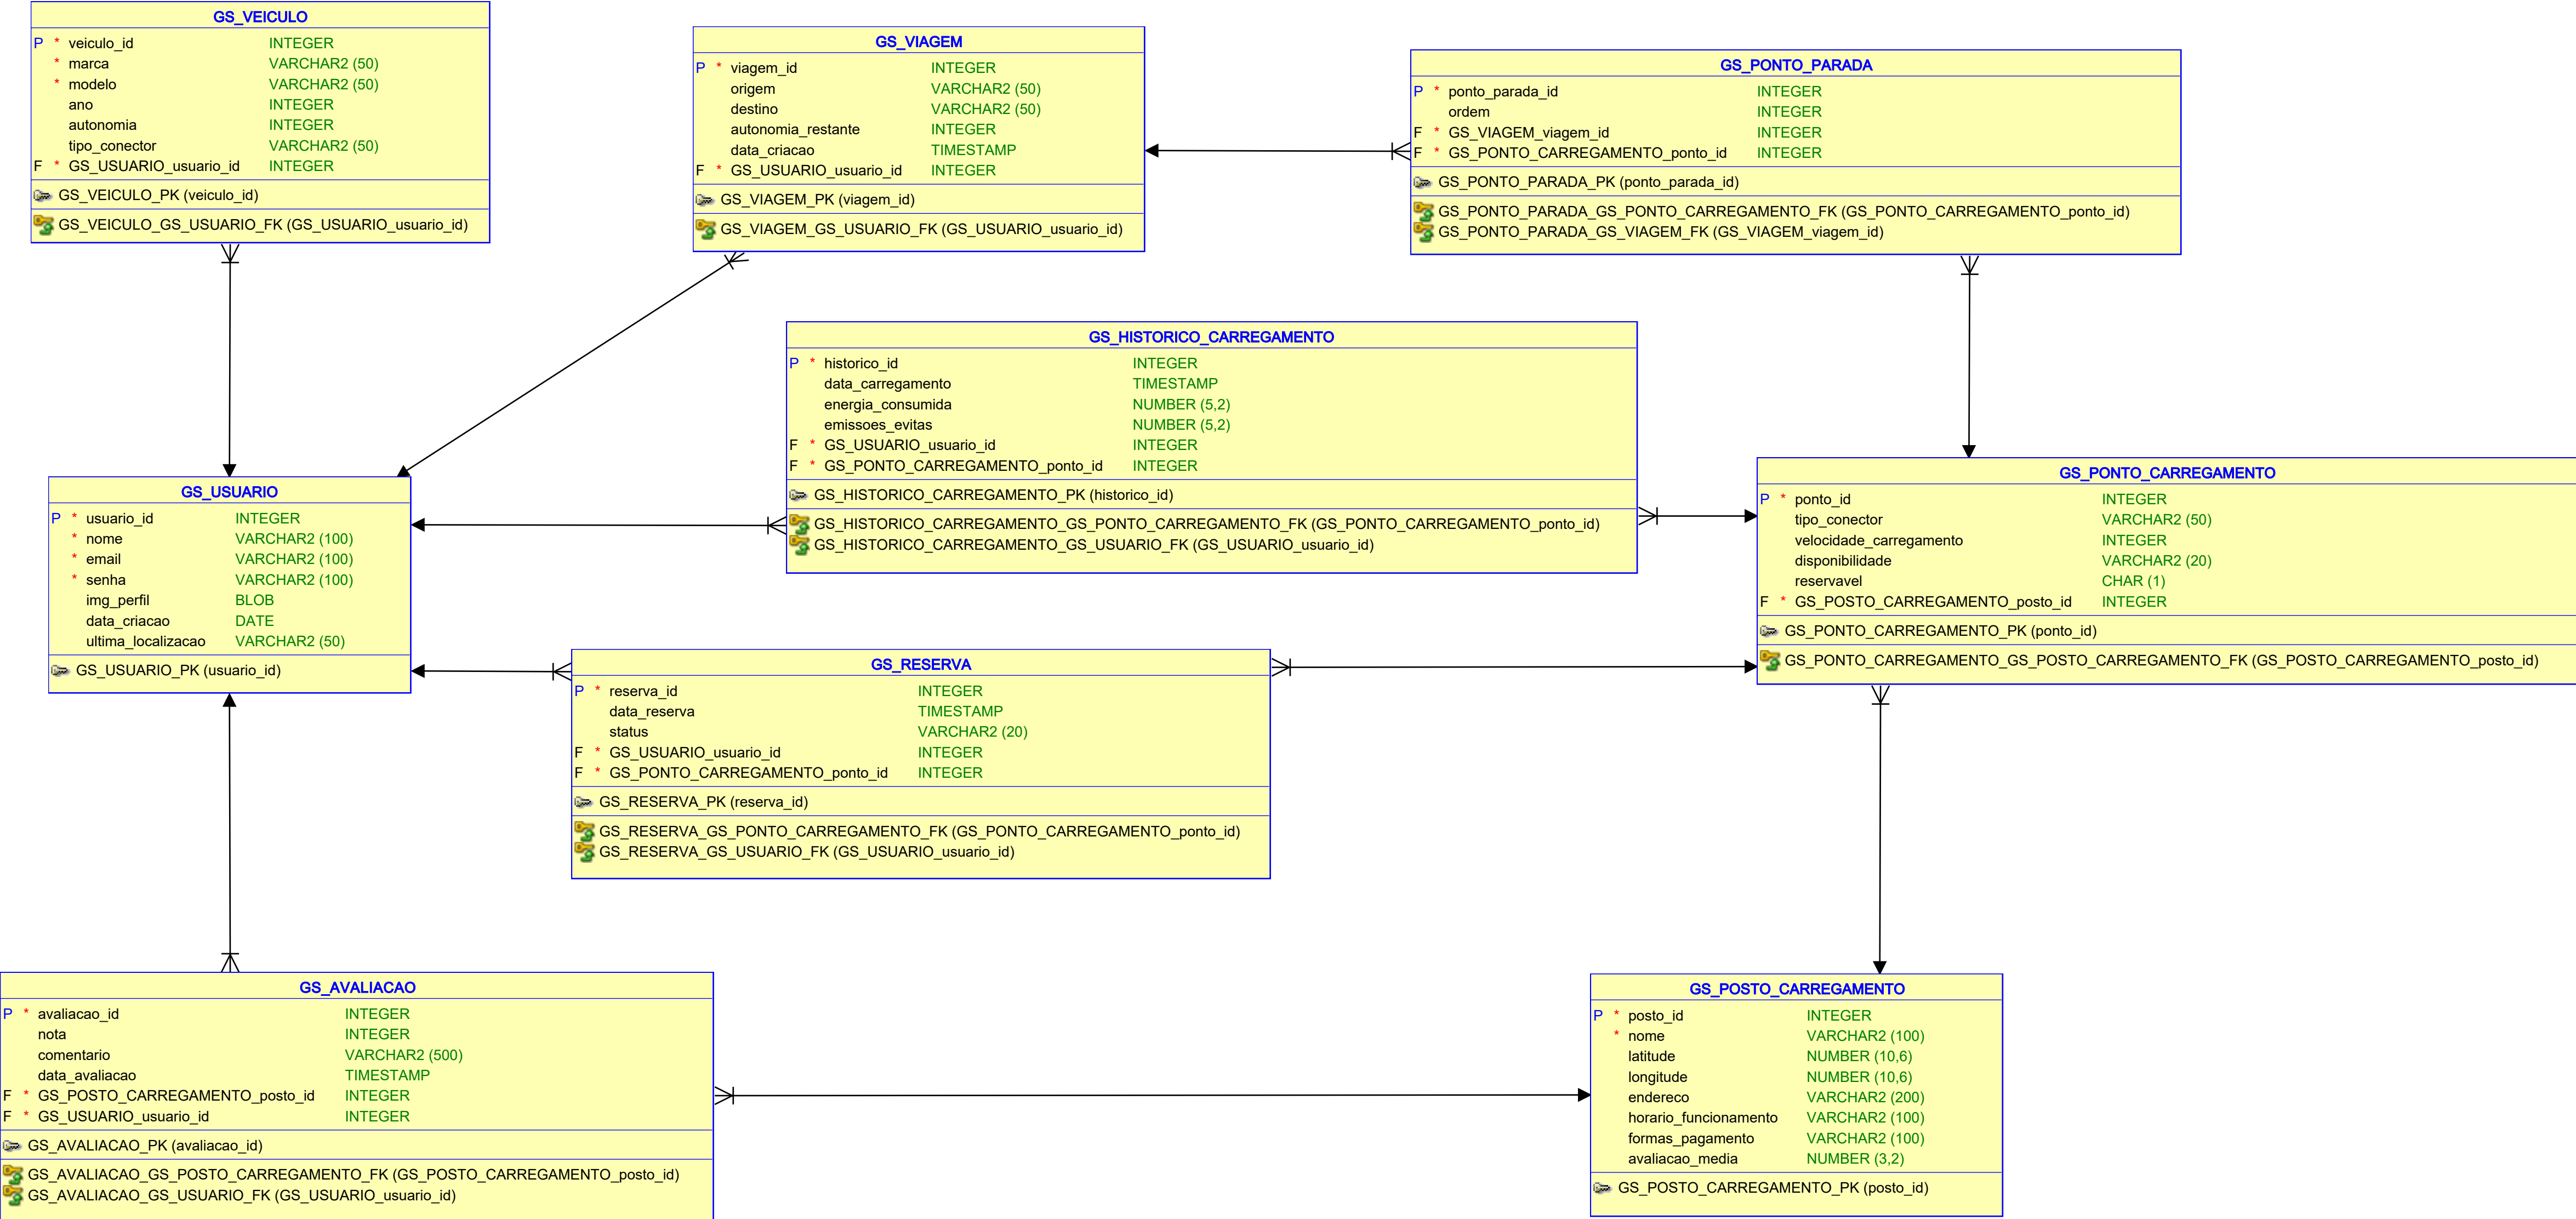 GS_VEICULO
P * veiculo_id INTEGER
* marca VARCHAR2 (50)
* modelo VARCHAR2 (50)
ano INTEGER
autonomia INTEGER
tipo_conector VARCHAR2 (50)
F * GS_USUARIO_usuario_id INTEGER
GS_VEICULO_PK (veiculo_id)
GS_VEICULO_GS_USUARIO_FK (GS_USUARIO_usuario_id)
GS_VIAGEM
P * viagem_id INTEGER
origem VARCHAR2 (50)
destino VARCHAR2 (50)
autonomia_restante INTEGER
data_criacao TIMESTAMP
F * GS_USUARIO_usuario_id INTEGER
GS_VIAGEM_PK (viagem_id)
GS_VIAGEM_GS_USUARIO_FK (GS_USUARIO_usuario_id)
GS_PONTO_PARADA
P * ponto_parada_id INTEGER
ordem INTEGER
F * GS_VIAGEM_viagem_id INTEGER
F * GS_PONTO_CARREGAMENTO_ponto_id INTEGER
GS_PONTO_PARADA_PK (ponto_parada_id)
GS_PONTO_PARADA_GS_PONTO_CARREGAMENTO_FK (GS_PONTO_CARREGAMENTO_ponto_id)
GS_PONTO_PARADA_GS_VIAGEM_FK (GS_VIAGEM_viagem_id)
GS_HISTORICO_CARREGAMENTO
P * historico_id INTEGER
data_carregamento TIMESTAMP
energia_consumida NUMBER (5,2)
emissoes_evitas NUMBER (5,2)
F * GS_USUARIO_usuario_id INTEGER
F * GS_PONTO_CARREGAMENTO_ponto_id INTEGER
GS_HISTORICO_CARREGAMENTO_PK (historico_id)
GS_HISTORICO_CARREGAMENTO_GS_PONTO_CARREGAMENTO_FK (GS_PONTO_CARREGAMENTO_ponto_id)
GS_HISTORICO_CARREGAMENTO_GS_USUARIO_FK (GS_USUARIO_usuario_id)
GS_USUARIO
P * usuario_id INTEGER
* nome VARCHAR2 (100)
* email VARCHAR2 (100)
* senha VARCHAR2 (100)
img_perfil BLOB
data_criacao DATE
ultima_localizacao VARCHAR2 (50)
GS_USUARIO_PK (usuario_id)
GS_PONTO_CARREGAMENTO
P * ponto_id INTEGER
tipo_conector VARCHAR2 (50)
velocidade_carregamento INTEGER
disponibilidade VARCHAR2 (20)
reservavel CHAR (1)
F * GS_POSTO_CARREGAMENTO_posto_id INTEGER
GS_PONTO_CARREGAMENTO_PK (ponto_id)
GS_PONTO_CARREGAMENTO_GS_POSTO_CARREGAMENTO_FK (GS_POSTO_CARREGAMENTO_posto_id)
GS_RESERVA
P * reserva_id INTEGER
data_reserva TIMESTAMP
status VARCHAR2 (20)
F * GS_USUARIO_usuario_id INTEGER
F * GS_PONTO_CARREGAMENTO_ponto_id INTEGER
GS_RESERVA_PK (reserva_id)
GS_RESERVA_GS_PONTO_CARREGAMENTO_FK (GS_PONTO_CARREGAMENTO_ponto_id)
GS_RESERVA_GS_USUARIO_FK (GS_USUARIO_usuario_id)
GS_AVALIACAO
P * avaliacao_id INTEGER
nota INTEGER
comentario VARCHAR2 (500)
data_avaliacao TIMESTAMP
F * GS_POSTO_CARREGAMENTO_posto_id INTEGER
F * GS_USUARIO_usuario_id INTEGER
GS_AVALIACAO_PK (avaliacao_id)
GS_AVALIACAO_GS_POSTO_CARREGAMENTO_FK (GS_POSTO_CARREGAMENTO_posto_id)
GS_AVALIACAO_GS_USUARIO_FK (GS_USUARIO_usuario_id)
GS_POSTO_CARREGAMENTO
P * posto_id INTEGER
* nome VARCHAR2 (100)
latitude NUMBER (10,6)
longitude NUMBER (10,6)
endereco VARCHAR2 (200)
horario_funcionamento VARCHAR2 (100)
formas_pagamento VARCHAR2 (100)
avaliacao_media NUMBER (3,2)
GS_POSTO_CARREGAMENTO_PK (posto_id)